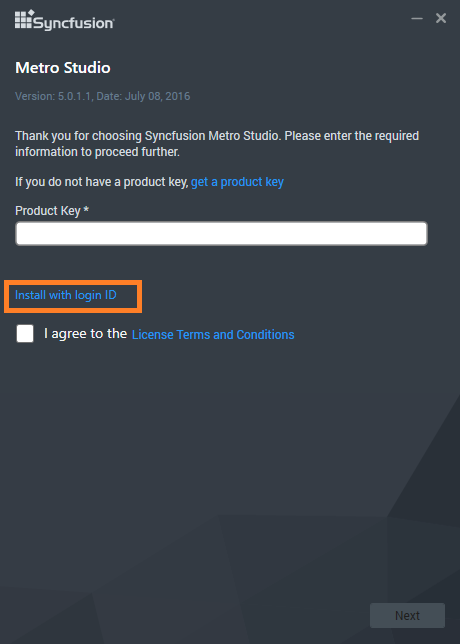 Syncfusion
Metro Studio
Version: 5.0.1.1, Date: July 08, 2016
Thank you for choosing Syncfusion Metro Studio. Please enter the required
information to proceed further.
If you do not have a product key, get a product key
Product Key *
Install with login ID
I agree to the License Terms and Conditions
Next